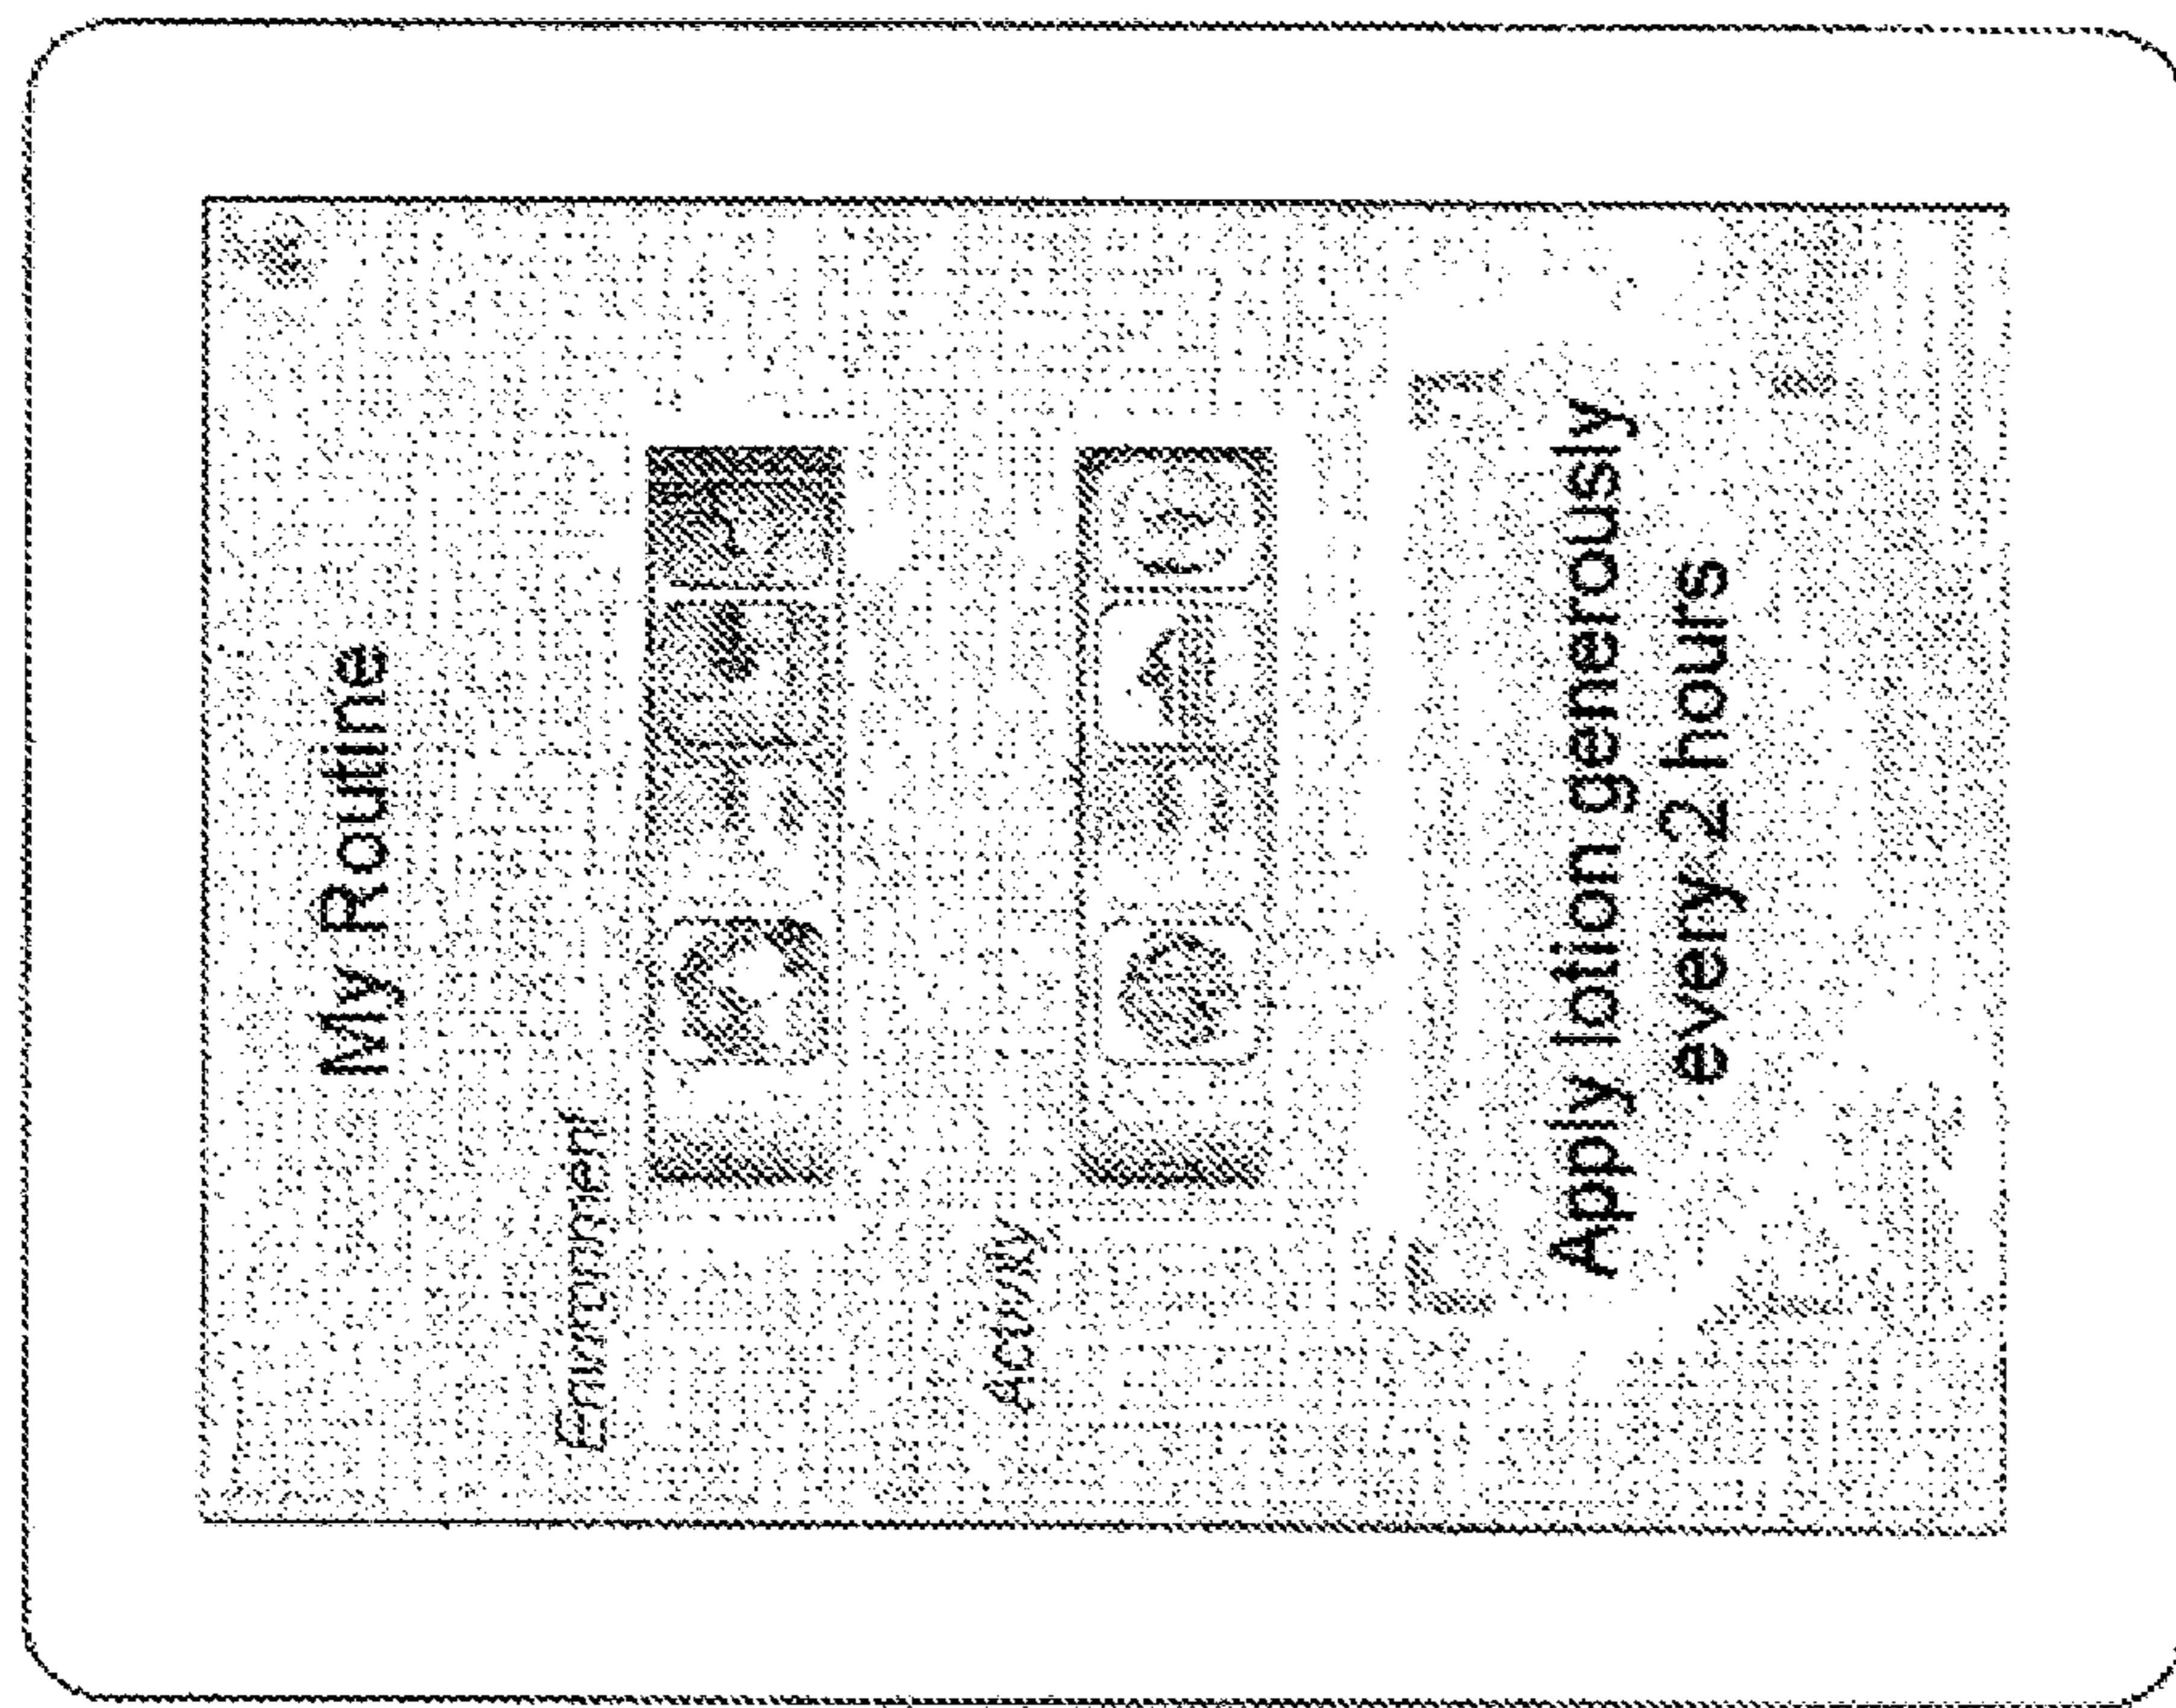 My Routine
Environment
Activity
Apply lotion generously
every 2 hours